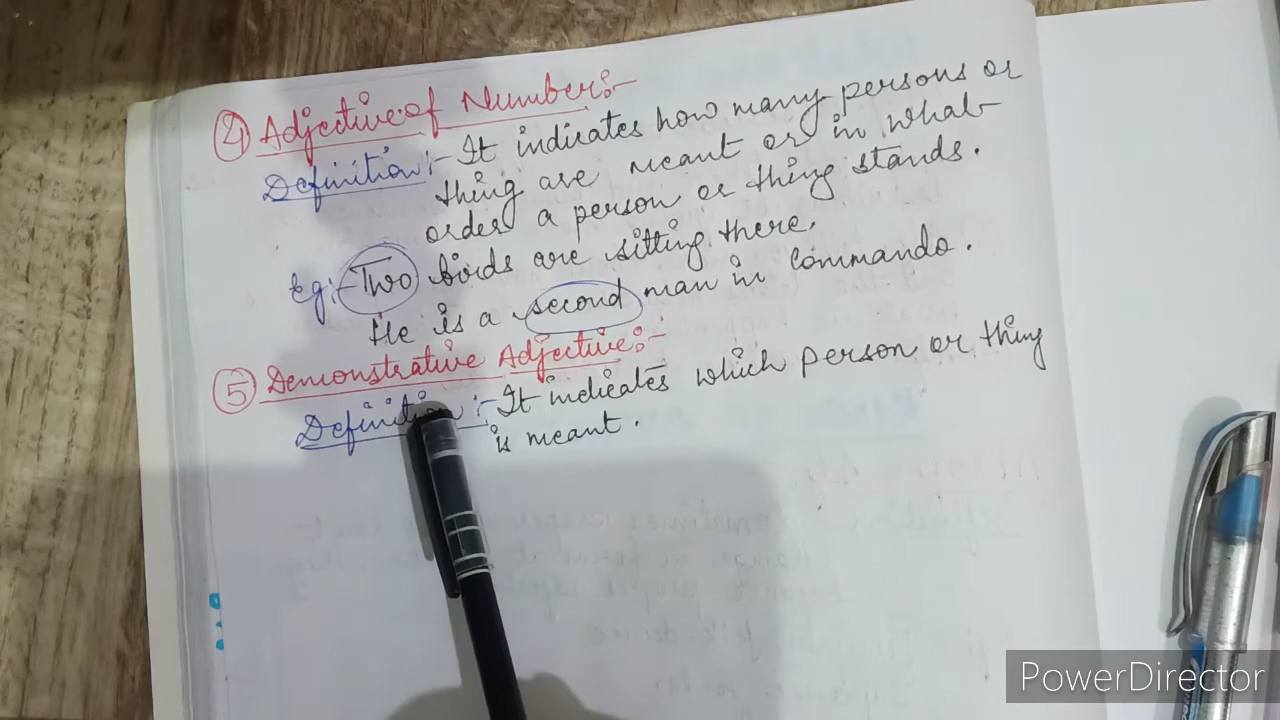 ④ Adjective of Number:-
Definition:- It indicates how many persons or
thing are meant or in what
order a person or thing stands.
Eg:- Two birds are sitting there.
He is a second man in commando.
⑤ Demonstrative Adjective:-
Definition:- It indicates which person or thing
is meant.
PowerDirector